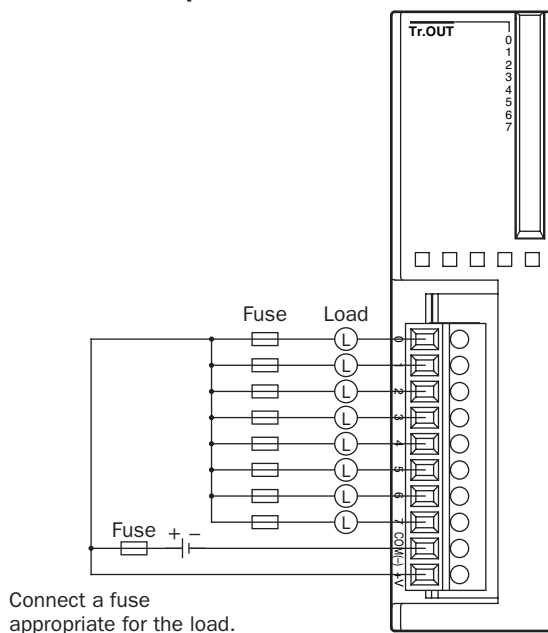 Tr.OUT
0
1
2
3
4
5
6
7
Fuse Load
L 0
L 1
L 2
L 3
L 4
L 5
L 6
L 7
Fuse + − COM(−)
+V
Connect a fuse
appropriate for the load.